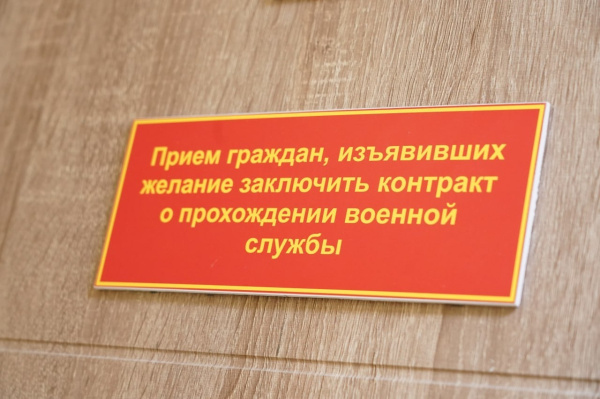 Прием граждан, изъявивших
желание заключить контракт
о прохождении военной
службы